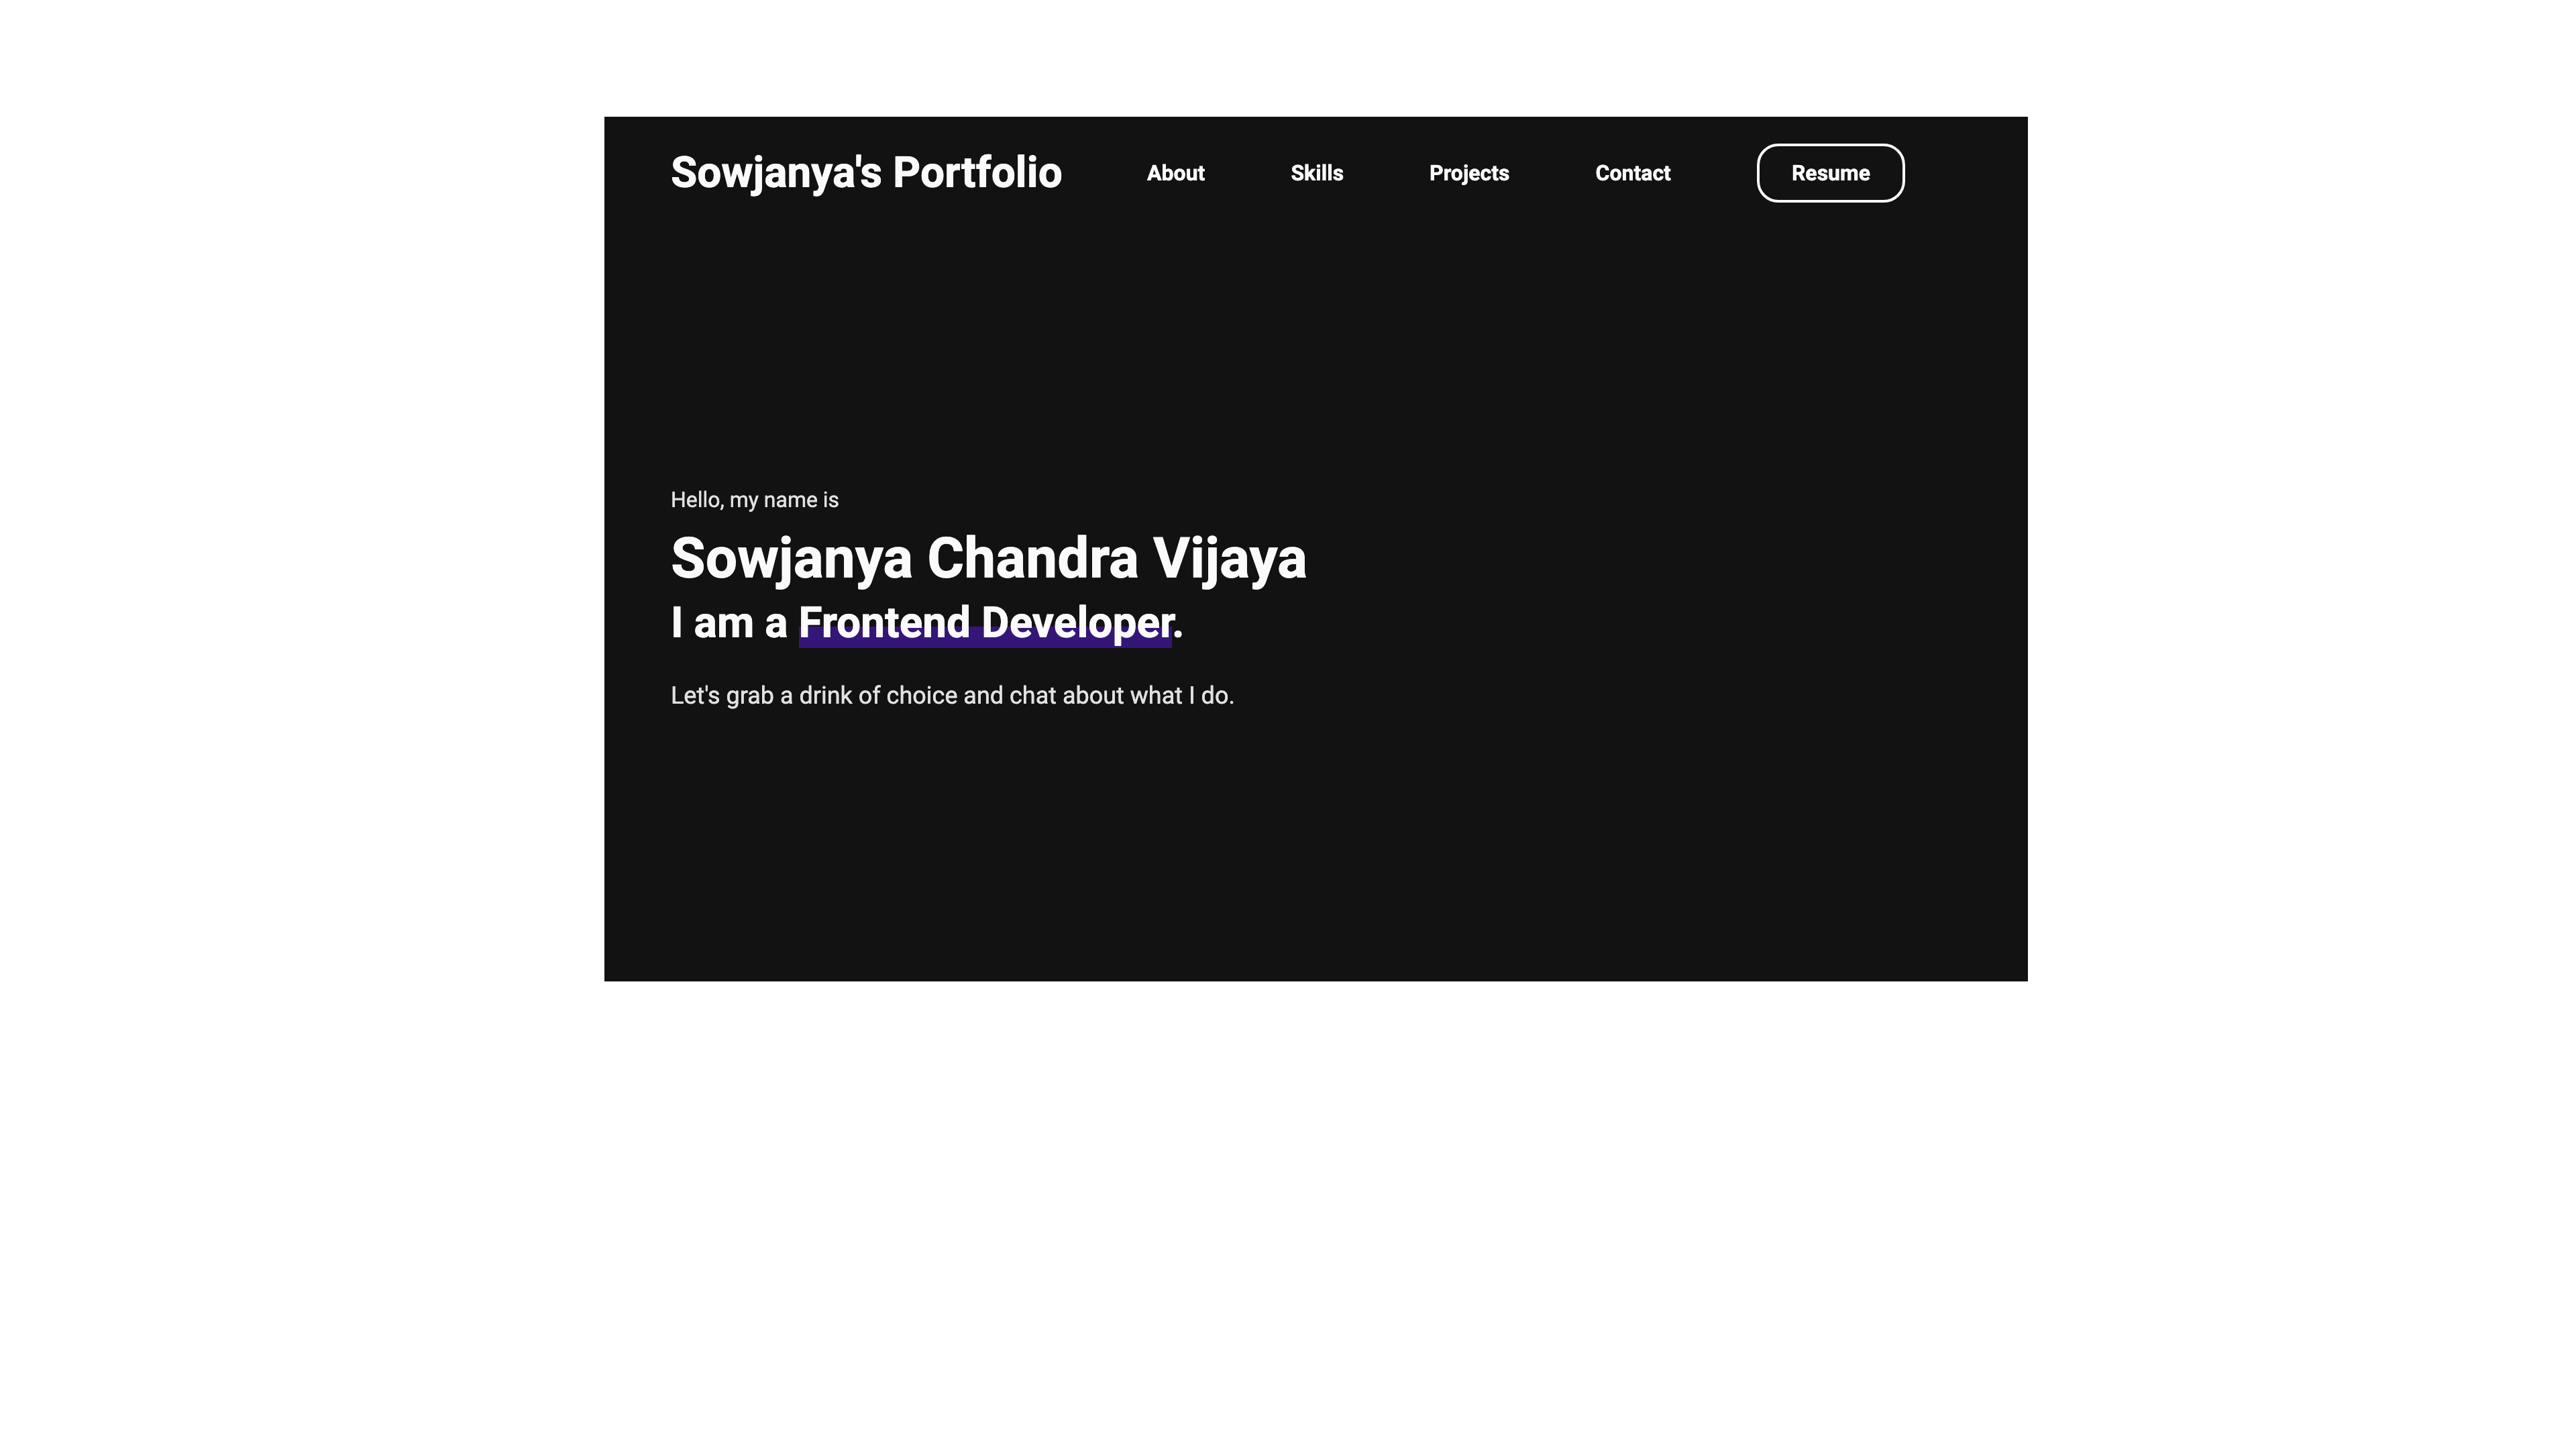 Sowjanya's Portfolio About Skills Projects Contact Resume
Hello, my name is
Sowjanya Chandra Vijaya
I am a Frontend Developer.
Let's grab a drink of choice and chat about what I do.